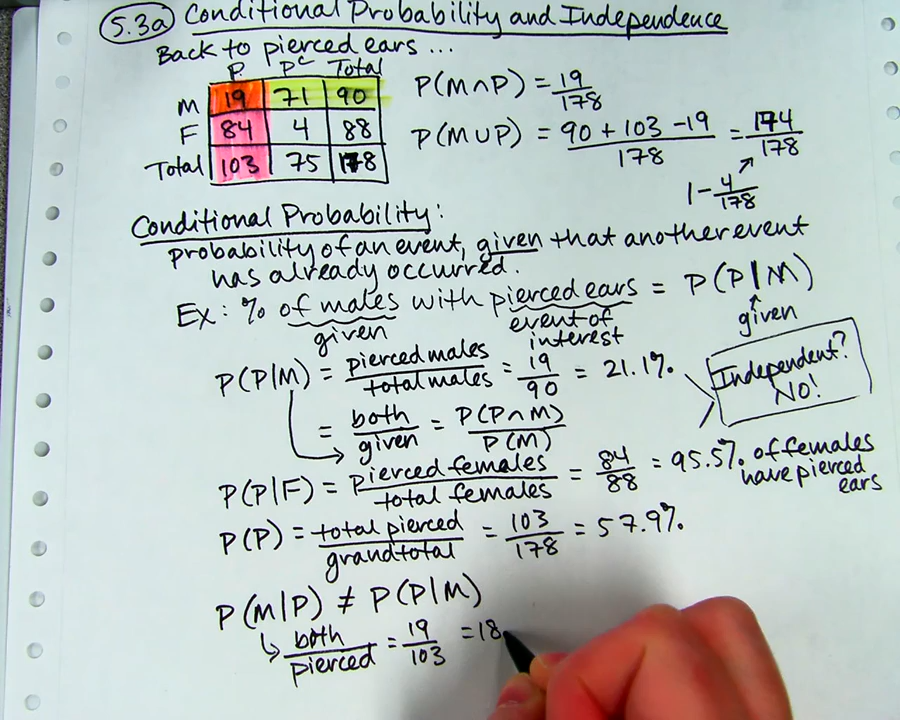 5.3a Conditional Probability and Independence
Back to pierced ears ...
P Pᶜ Total
M 19 71 90
F 84 4 88
Total 103 75 178
P(M∩P) = 19/178
P(M∪P) = 90 + 103 - 19/178 = 174/178
1 - 4/178
Conditional Probability:
probability of an event, given that another event
has already occurred.
Ex: % of males with pierced ears = P(P|M)
given event of interest given
P(P|M) = pierced males/total males = 19/90 = 21.1%
= both/given = P(P∩M)/P(M)
Independent?
NO!
P(P|F) = pierced females/total females = 84/88 = 95.5% of females
have pierced
ears
P(P) = total pierced/grand total = 103/178 = 57.9%
P(M|P) ≠ P(P|M)
both/pierced = 19/103 = 18